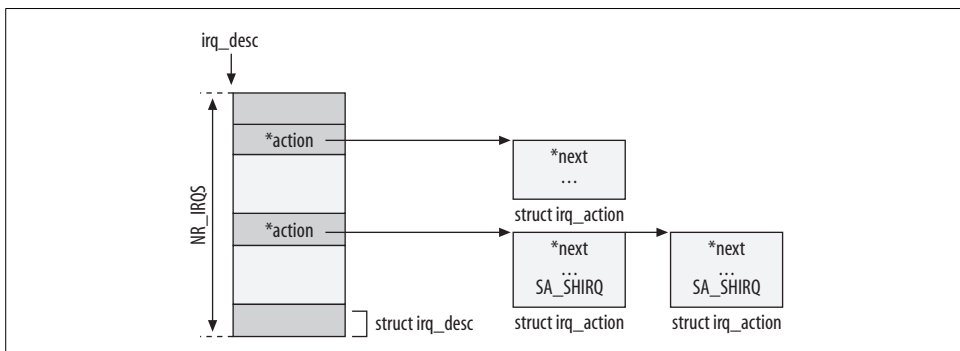 irq_desc
*action
*next
...
struct irq_action
NR_IRQS
*action
*next
...
SA_SHIRQ
struct irq_action
*next
...
SA_SHIRQ
struct irq_action
struct irq_desc